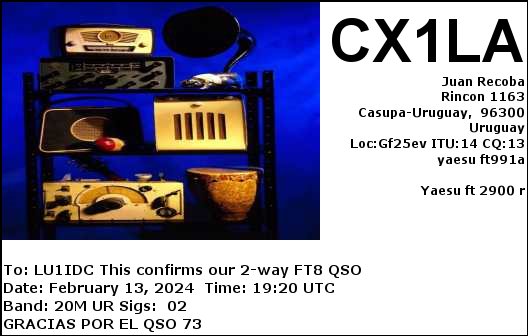 CX1LA
Juan Recoba
Rincon 1163
Casupa-Uruguay, 96300
Uruguay
Loc:Gf25ev ITU:14 CQ:13
yaesu ft991a
Yaesu ft 2900 r
To: LU1IDC This confirms our 2-way FT8 QSO
Date: February 13, 2024 Time: 19:20 UTC
Band: 20M UR Sigs: 02
GRACIAS POR EL QSO 73